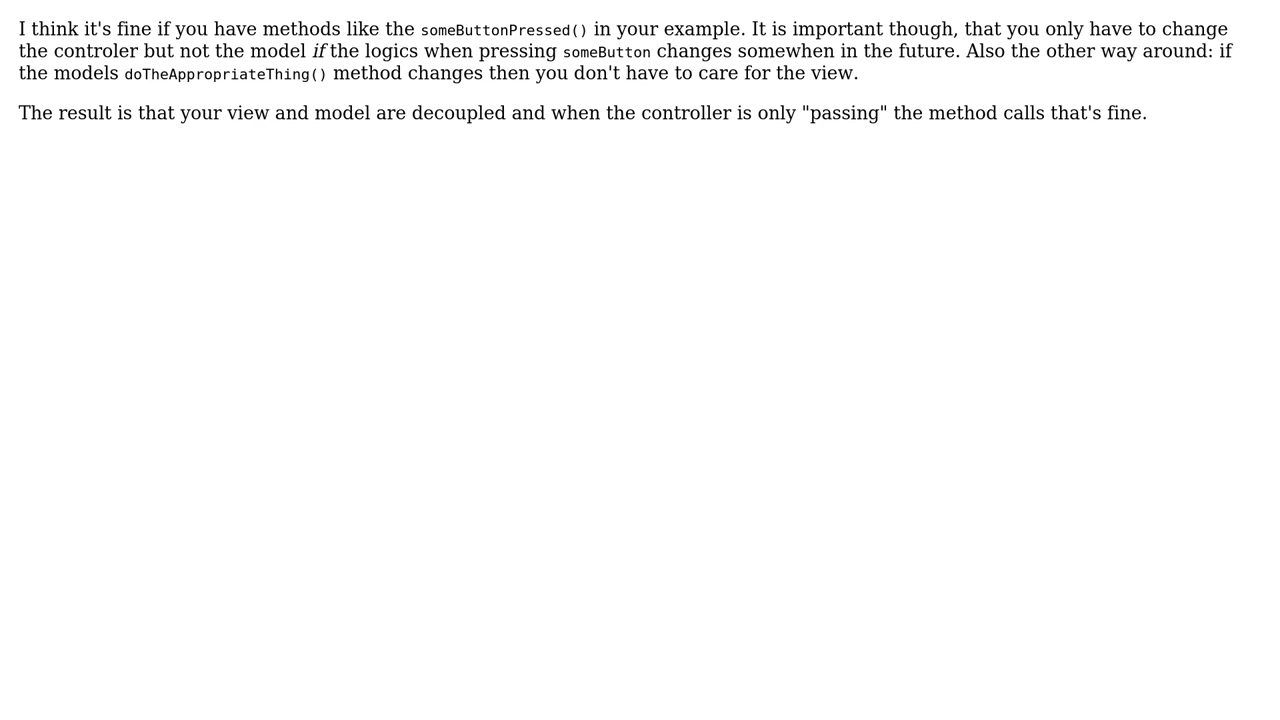 I think it's fine if you have methods like the someButtonPressed() in your example. It is important though, that you only have to change
the controler but not the model if the logics when pressing someButton changes somewhen in the future. Also the other way around: if
the models doTheAppropriateThing() method changes then you don't have to care for the view.
The result is that your view and model are decoupled and when the controller is only "passing" the method calls that's fine.